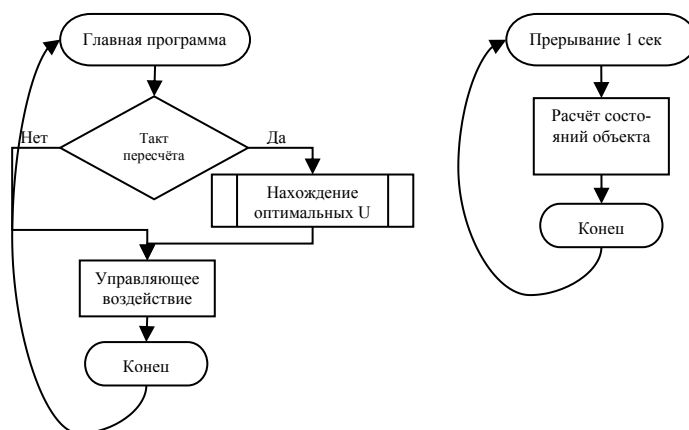 Главная программа
Такт
пересчёта
Нет
Да
Нахождение
оптимальных U
Управляющее
воздействие
Конец
Прерывание 1 сек
Расчёт состо-
яний объекта
Конец